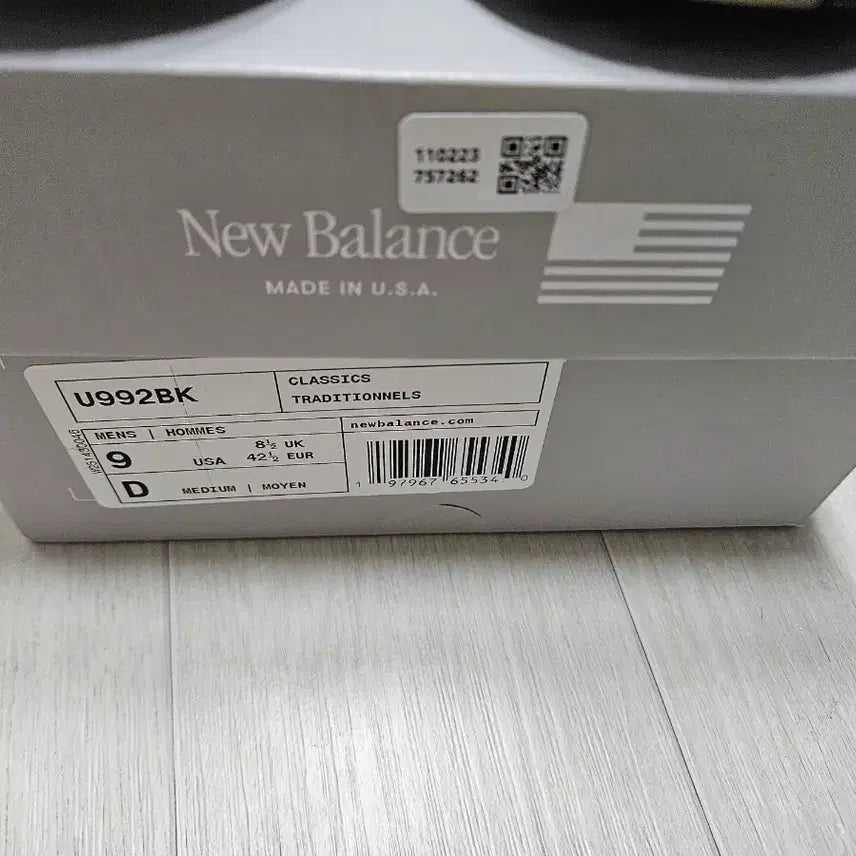 110223
757262
New Balance
MADE IN U.S.A.
U992BK
CLASSICS
TRADITIONNELS
MENS | HOMMES
newbalance.com
9 USA 8½ UK
42½ EUR
D MEDIUM | MOYEN
1 97967 65534 0